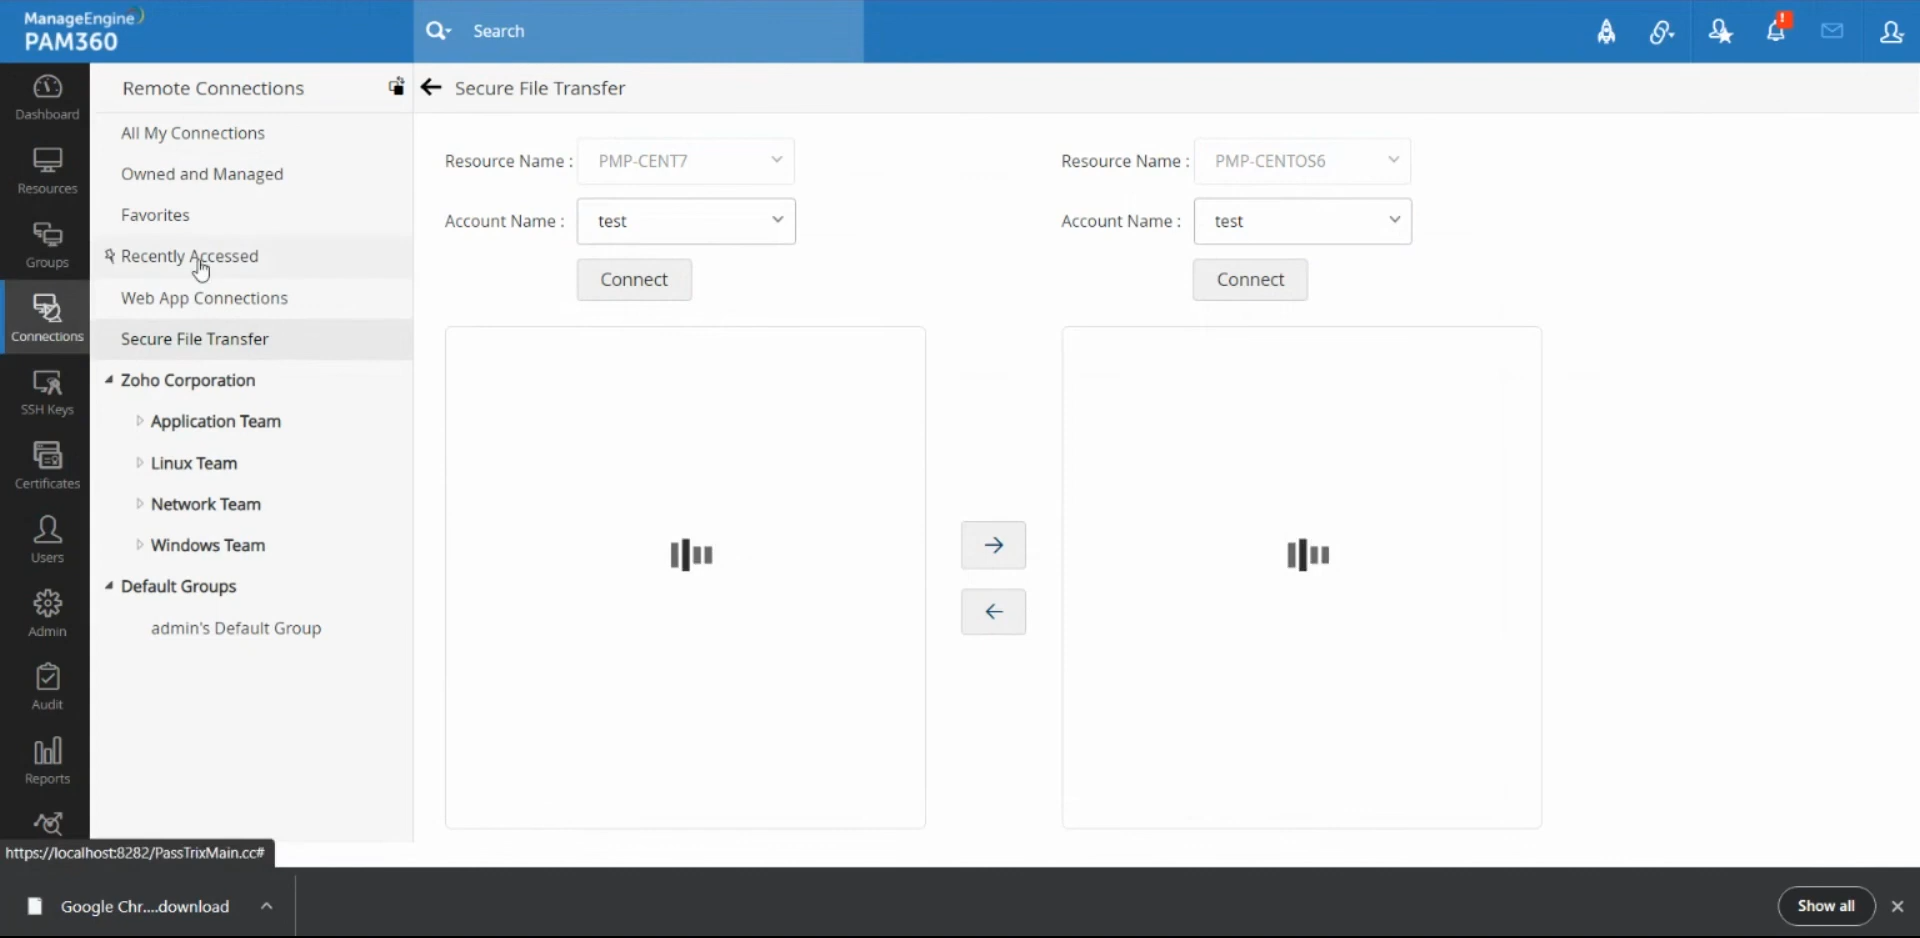 ManageEngine
PAM360
Search
!
Dashboard
Resources
Groups
Connections
SSH Keys
Certificates
Users
Admin
Audit
Reports
Remote Connections
All My Connections
Owned and Managed
Favorites
Recently Accessed
Web App Connections
Secure File Transfer
Zoho Corporation
Application Team
Linux Team
Network Team
Windows Team
Default Groups
admin's Default Group
Secure File Transfer
Resource Name : PMP-CENT7
Account Name : test
Connect
Resource Name : PMP-CENTOS6
Account Name : test
Connect
https://localhost:8282/PassTrixMain.cc#
Google Chr....download
Show all